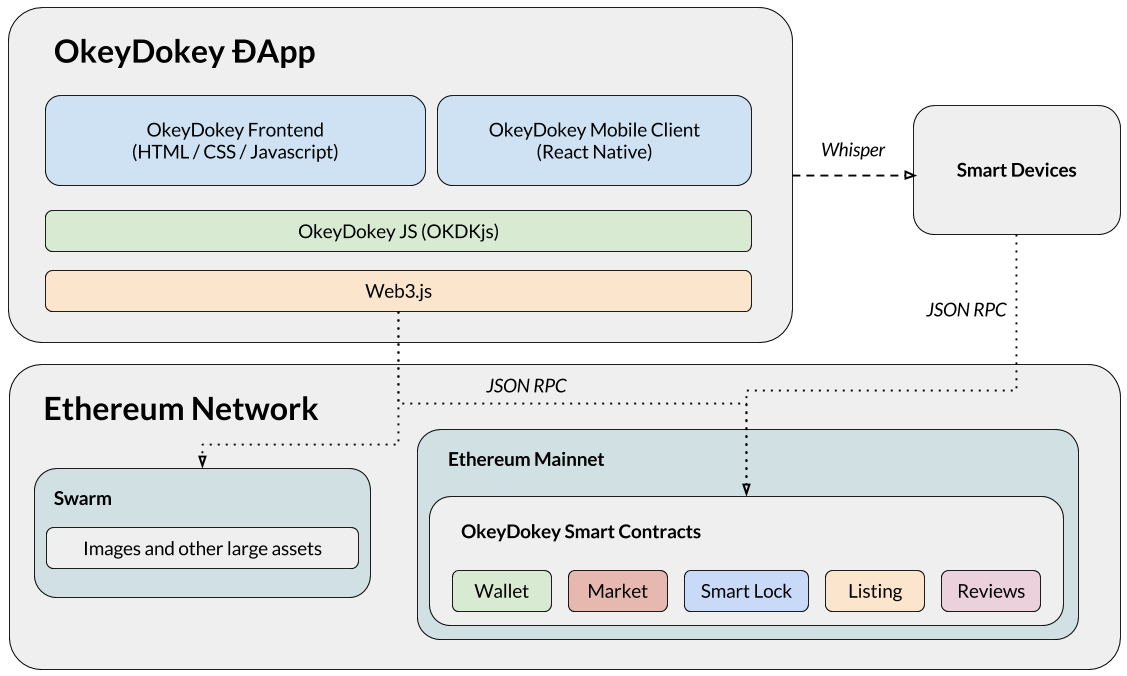 OkeyDokey ĐApp
OkeyDokey Frontend
(HTML / CSS / Javascript)
OkeyDokey Mobile Client
(React Native)
OkeyDokey JS (OKDKjs)
Web3.js
Whisper
Smart Devices
JSON RPC
Ethereum Network
JSON RPC
Swarm
Images and other large assets
Ethereum Mainnet
OkeyDokey Smart Contracts
Wallet
Market
Smart Lock
Listing
Reviews